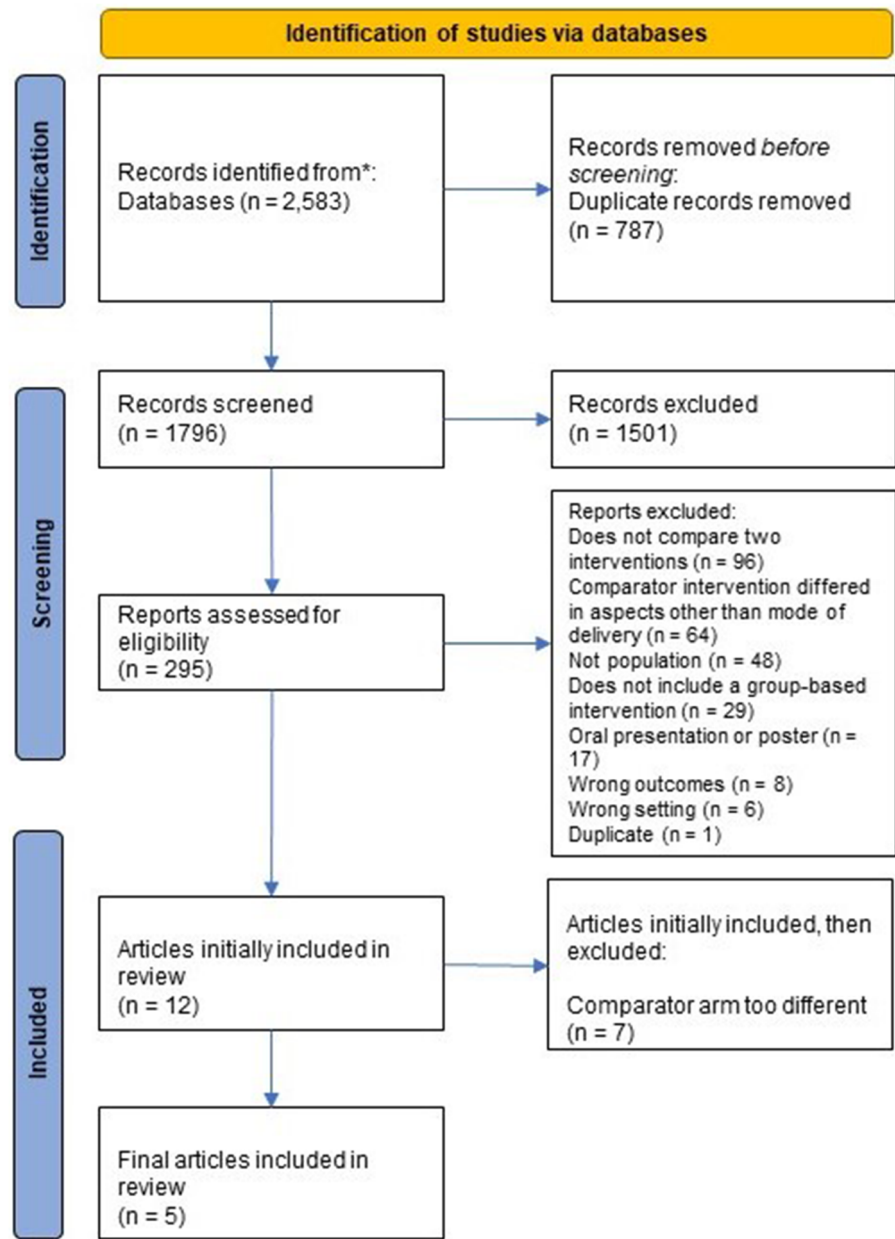 Identification of studies via databases
Identification
Records identified from*:
Databases (n = 2,583)
Records removed before
screening:
Duplicate records removed
(n = 787)
Screening
Records screened
(n = 1796)
Records excluded
(n = 1501)
Reports assessed for
eligibility
(n = 295)
Reports excluded:
Does not compare two
interventions (n = 96)
Comparator intervention differed
in aspects other than mode of
delivery (n = 64)
Not population (n = 48)
Does not include a group-based
intervention (n = 29)
Oral presentation or poster (n =
17)
Wrong outcomes (n = 8)
Wrong setting (n = 6)
Duplicate (n = 1)
Included
Articles initially included in
review
(n = 12)
Articles initially included, then
excluded:
Comparator arm too different
(n = 7)
Final articles included in
review
(n = 5)